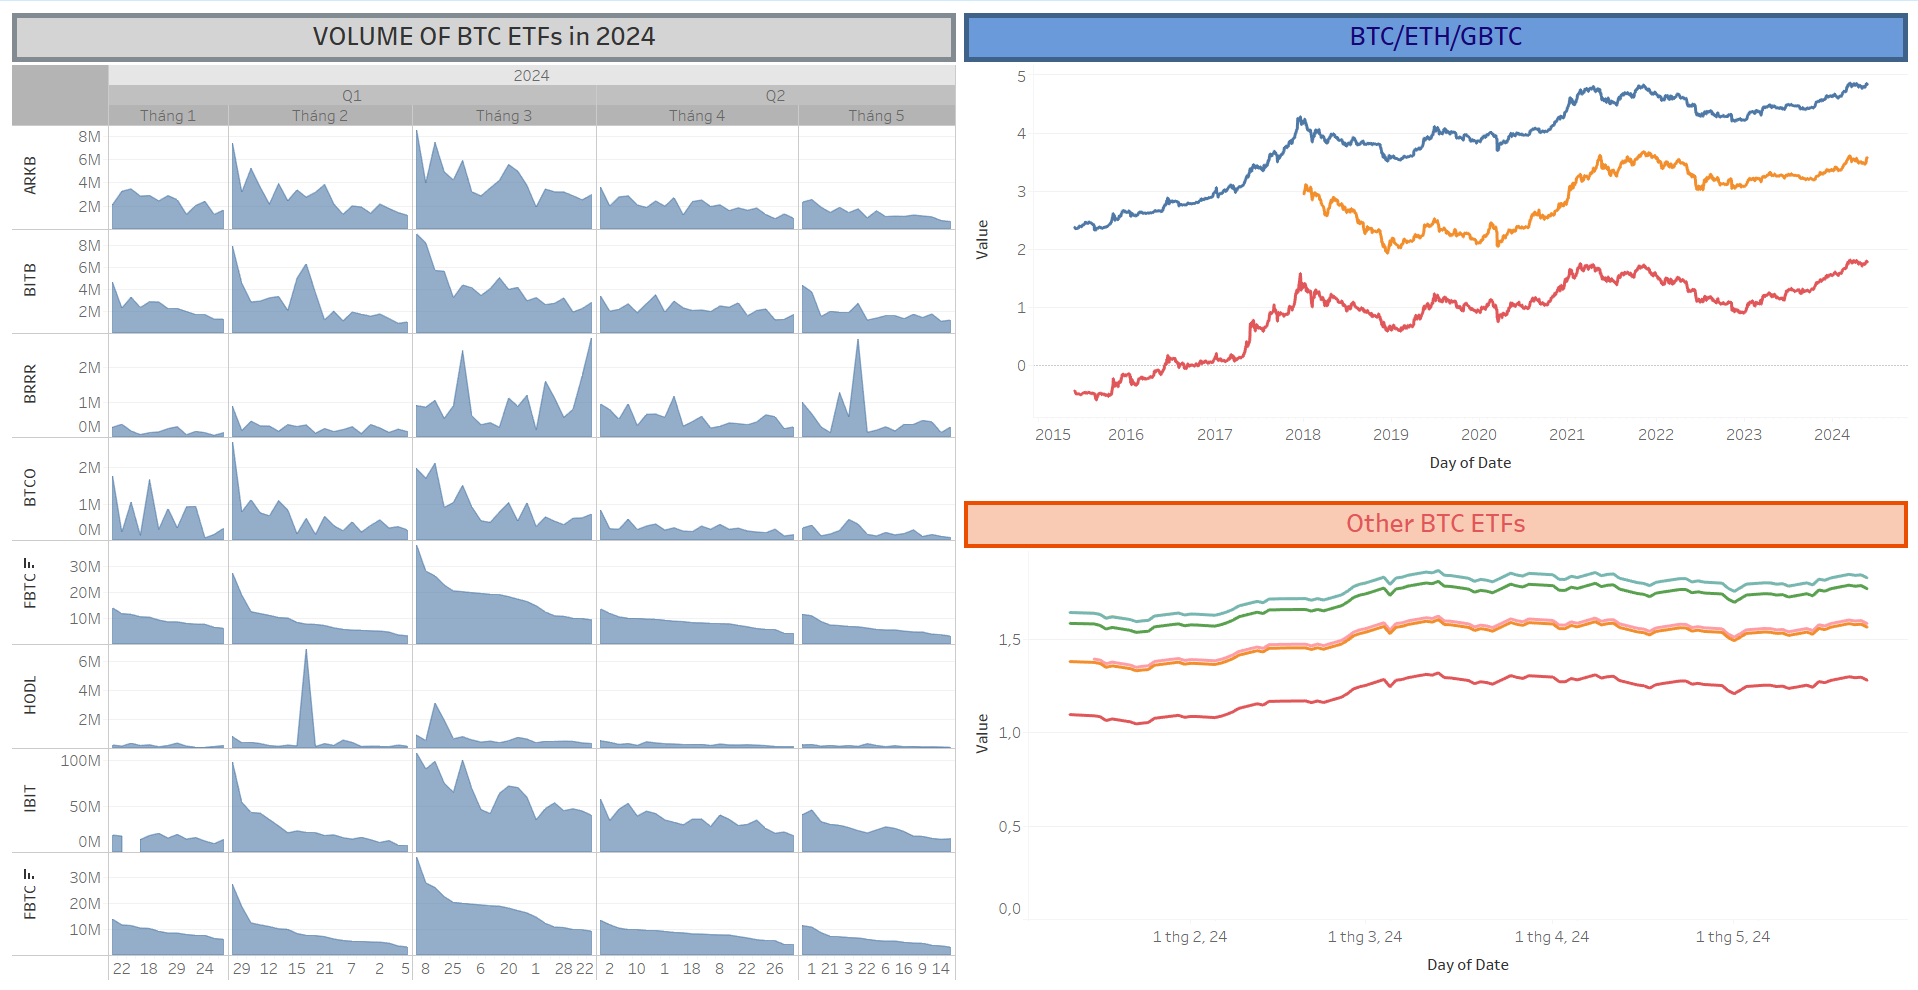 VOLUME OF BTC ETFs in 2024
2024
Q1 Q2
Tháng 1 Tháng 2 Tháng 3 Tháng 4 Tháng 5
ARKB
8M
6M
4M
2M
BITB
8M
6M
4M
2M
BRRR
2M
1M
0M
BTCO
2M
1M
0M
FBTC
30M
20M
10M
HODL
6M
4M
2M
IBIT
100M
50M
0M
FBTC
30M
20M
10M
22 18 29 24 29 12 15 21 7 2 5 8 25 6 20 1 28 22 2 10 1 18 8 22 26 1 21 3 22 6 16 9 14
BTC/ETH/GBTC
Value
5
4
3
2
1
0
2015 2016 2017 2018 2019 2020 2021 2022 2023 2024
Day of Date
Other BTC ETFs
Value
1,5
1,0
0,5
0,0
1 thg 2, 24 1 thg 3, 24 1 thg 4, 24 1 thg 5, 24
Day of Date